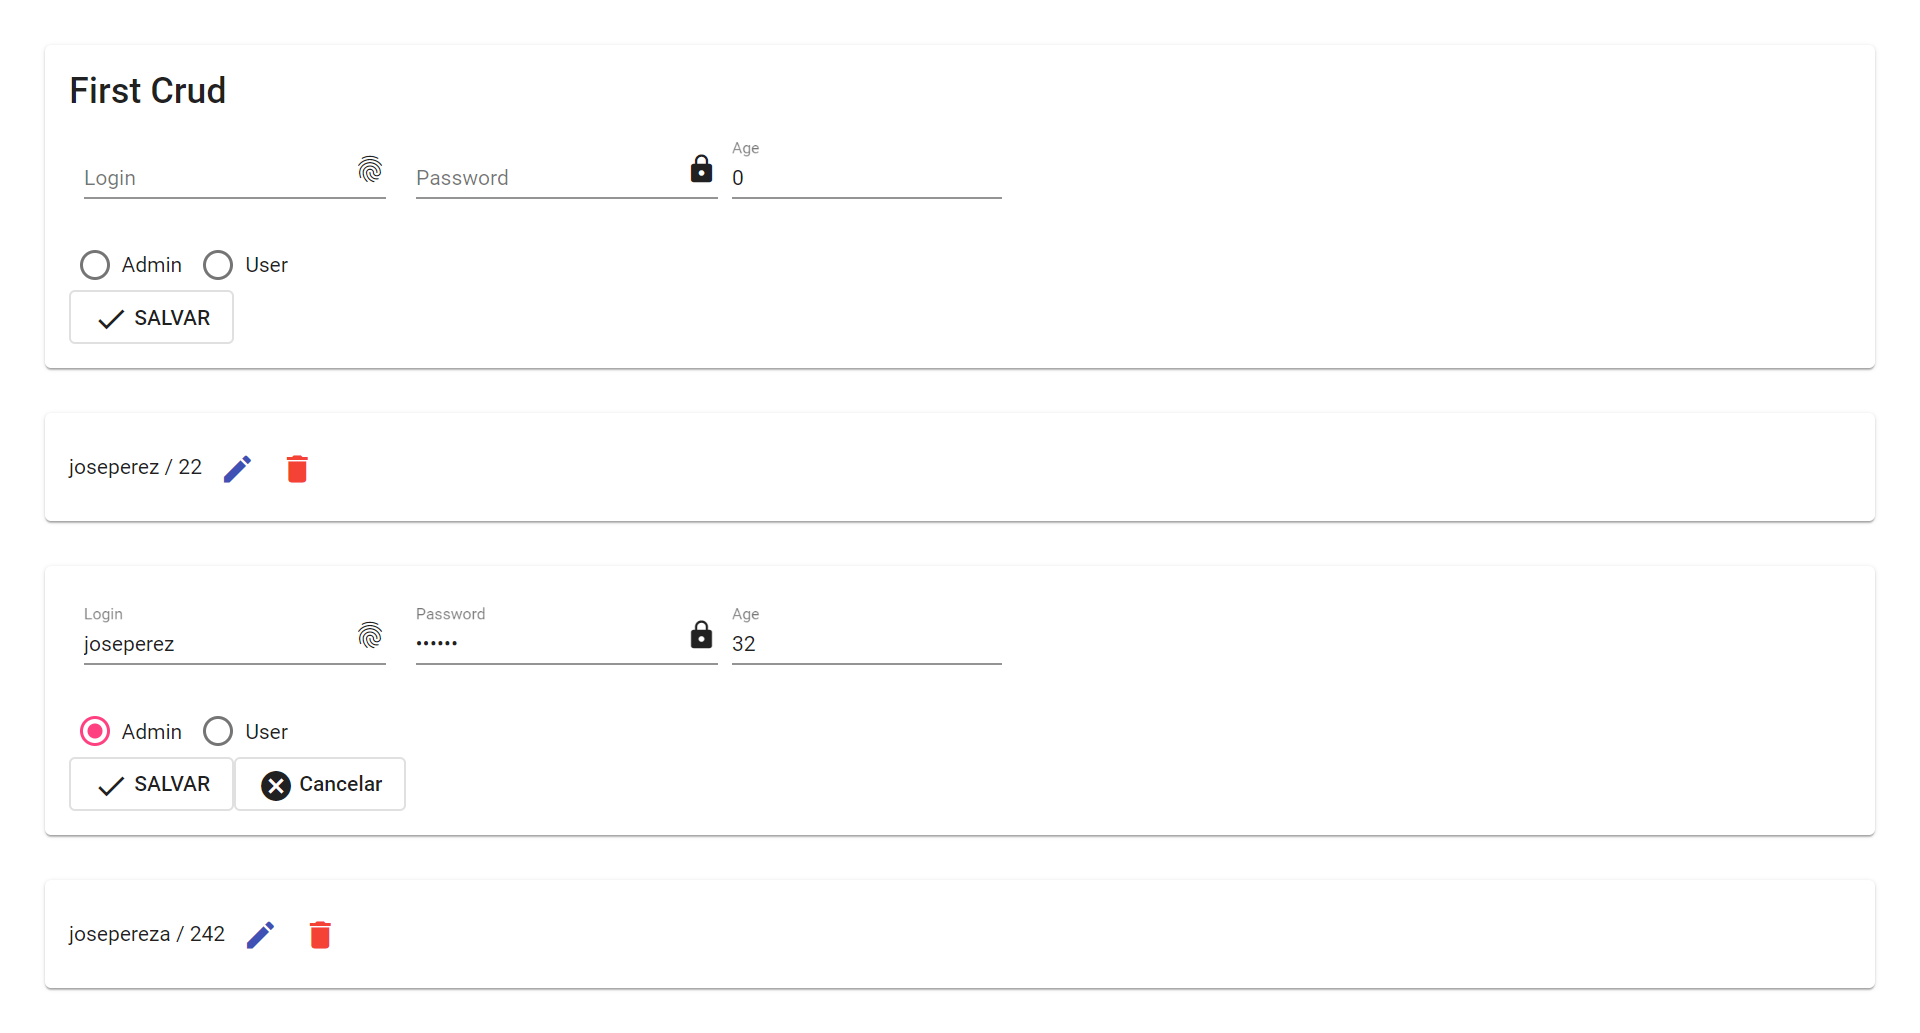 First Crud
Age
Login Password 0
Admin User
SALVAR
joseperez / 22
Login Password Age
joseperez •••••• 32
Admin User
SALVAR Cancelar
josepereza / 242